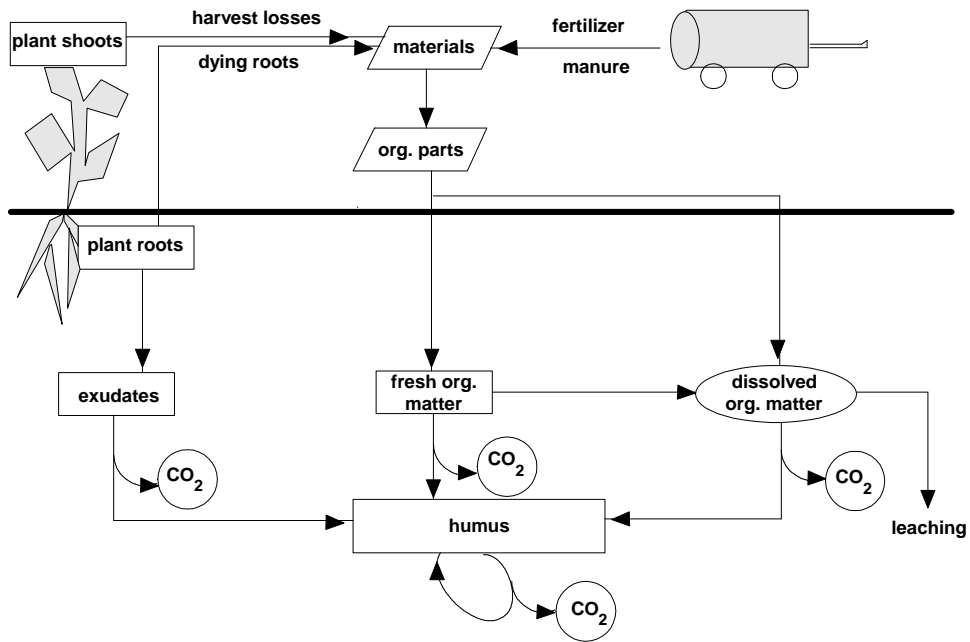 harvest losses
plant shoots
dying roots
materials
fertilizer
manure
org. parts
plant roots
exudates
fresh org.
matter
dissolved
org. matter
CO2
CO2
CO2
leaching
humus
CO2